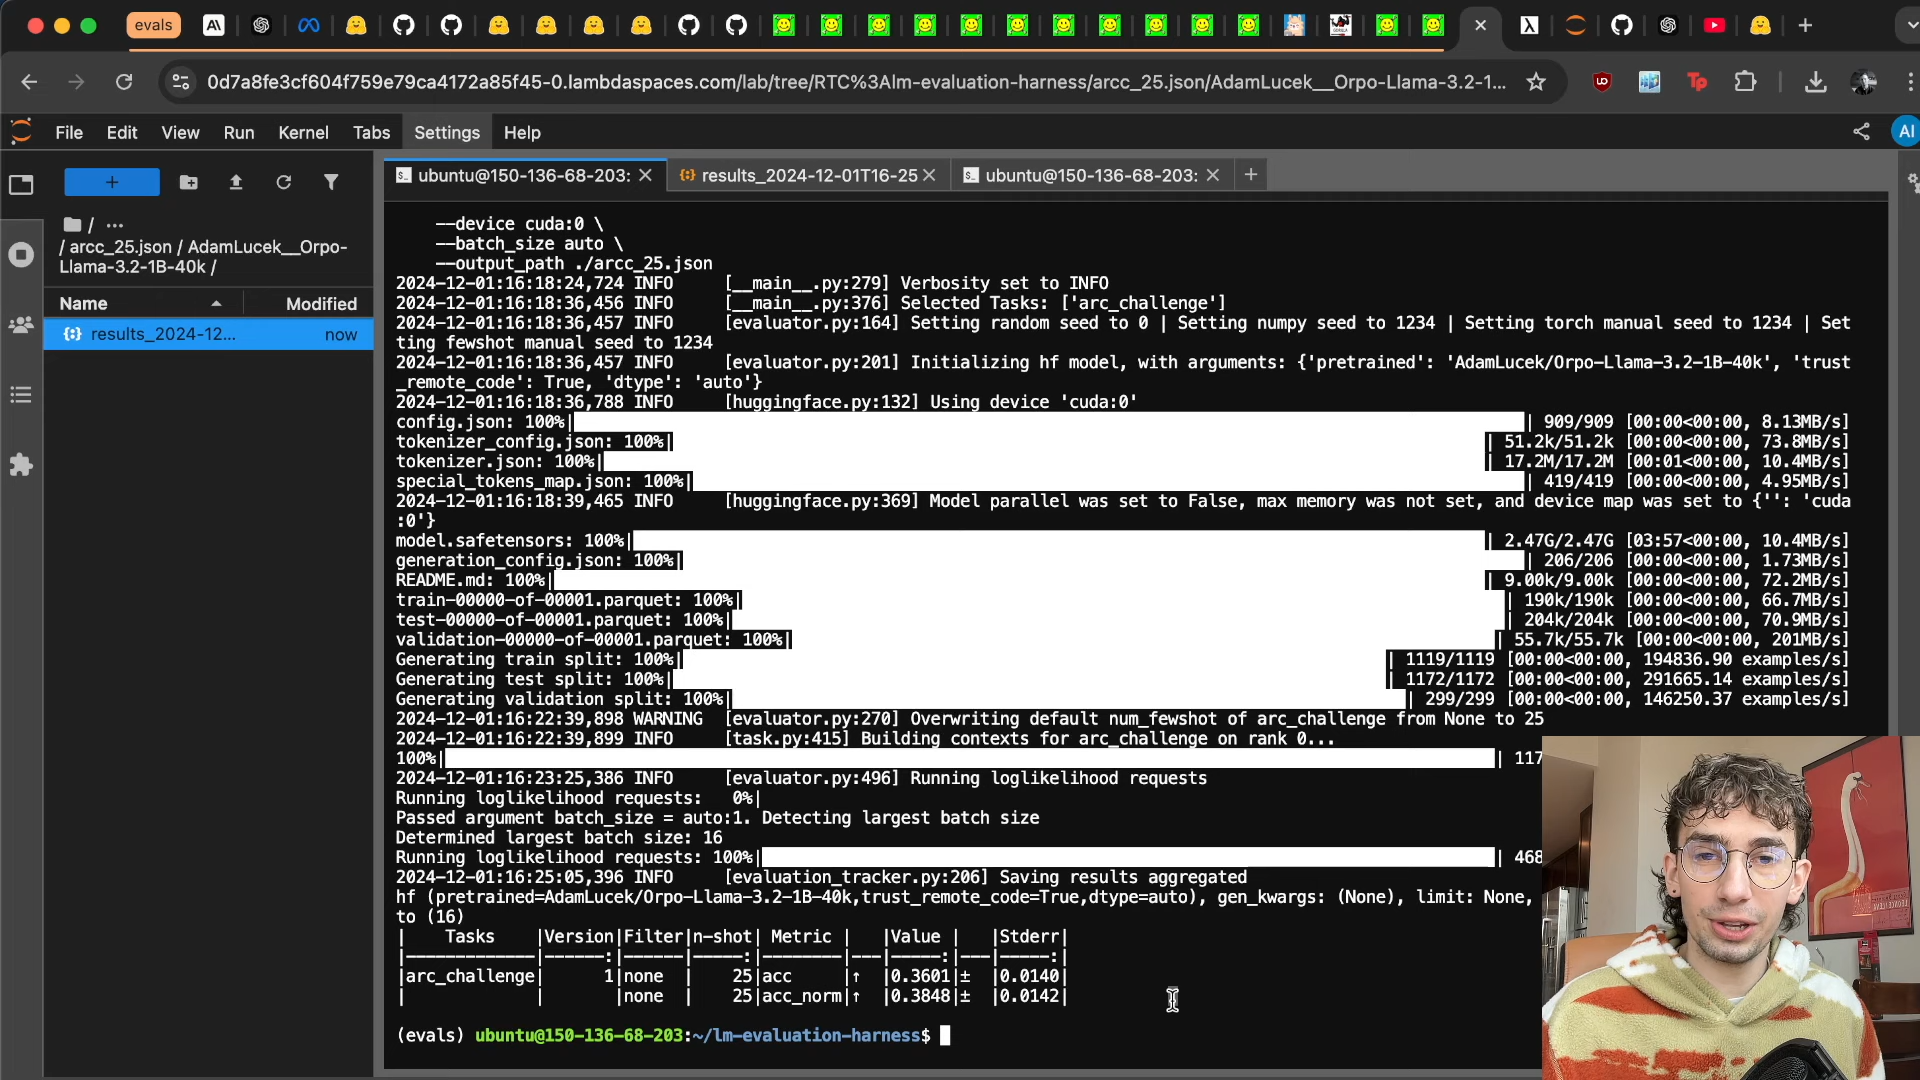 evals
0d7a8fe3cf604f759e79ca4172a85f45-0.lambdaspaces.com/lab/tree/RTC%3Alm-evaluation-harness/arcc_25.json/AdamLucek__Orpo-Llama-3.2-1...
File Edit View Run Kernel Tabs Settings Help
AI
ubuntu@150-136-68-203: results_2024-12-01T16-25 ubuntu@150-136-68-203:
/ ...
/ arcc_25.json / AdamLucek__Orpo-
Llama-3.2-1B-40k /
Name Modified
results_2024-12... now
--device cuda:0 \
--batch_size auto \
--output_path ./arcc_25.json
2024-12-01:16:18:24,724 INFO [__main__.py:279] Verbosity set to INFO
2024-12-01:16:18:36,456 INFO [__main__.py:376] Selected Tasks: ['arc_challenge']
2024-12-01:16:18:36,457 INFO [evaluator.py:164] Setting random seed to 0 | Setting numpy seed to 1234 | Setting torch manual seed to 1234 | Set
ting fewshot manual seed to 1234
2024-12-01:16:18:36,457 INFO [evaluator.py:201] Initializing hf model, with arguments: {'pretrained': 'AdamLucek/Orpo-Llama-3.2-1B-40k', 'trust
_remote_code': True, 'dtype': 'auto'}
2024-12-01:16:18:36,788 INFO [huggingface.py:132] Using device 'cuda:0'
config.json: 100%| | 909/909 [00:00<00:00, 8.13MB/s]
tokenizer_config.json: 100%| | 51.2k/51.2k [00:00<00:00, 73.8MB/s]
tokenizer.json: 100%| | 17.2M/17.2M [00:01<00:00, 10.4MB/s]
special_tokens_map.json: 100%| | 419/419 [00:00<00:00, 4.95MB/s]
2024-12-01:16:18:39,465 INFO [huggingface.py:369] Model parallel was set to False, max memory was not set, and device map was set to {'': 'cuda
:0'}
model.safetensors: 100%| | 2.47G/2.47G [03:57<00:00, 10.4MB/s]
generation_config.json: 100%| | 206/206 [00:00<00:00, 1.73MB/s]
README.md: 100%| | 9.00k/9.00k [00:00<00:00, 72.2MB/s]
train-00000-of-00001.parquet: 100%| | 190k/190k [00:00<00:00, 66.7MB/s]
test-00000-of-00001.parquet: 100%| | 204k/204k [00:00<00:00, 70.9MB/s]
validation-00000-of-00001.parquet: 100%| | 55.7k/55.7k [00:00<00:00, 201MB/s]
Generating train split: 100%| | 1119/1119 [00:00<00:00, 194836.90 examples/s]
Generating test split: 100%| | 1172/1172 [00:00<00:00, 291665.14 examples/s]
Generating validation split: 100%| | 299/299 [00:00<00:00, 146250.37 examples/s]
2024-12-01:16:22:39,898 WARNING [evaluator.py:270] Overwriting default num_fewshot of arc_challenge from None to 25
2024-12-01:16:22:39,899 INFO [task.py:415] Building contexts for arc_challenge on rank 0...
100%| | 117
2024-12-01:16:23:25,386 INFO [evaluator.py:496] Running loglikelihood requests
Running loglikelihood requests: 0%|
Passed argument batch_size = auto:1. Detecting largest batch size
Determined largest batch size: 16
Running loglikelihood requests: 100%| | 468
2024-12-01:16:25:05,396 INFO [evaluation_tracker.py:206] Saving results aggregated
hf (pretrained=AdamLucek/Orpo-Llama-3.2-1B-40k,trust_remote_code=True,dtype=auto), gen_kwargs: (None), limit: None,
to (16)
| Tasks |Version|Filter|n-shot| Metric | |Value | |Stderr|
|-------------|------:|------|-----:|--------|---|-----:|---|-----:|
|arc_challenge| 1|none | 25|acc |↑ |0.3601|± |0.0140|
| | |none | 25|acc_norm|↑ |0.3848|± |0.0142|
(evals) ubuntu@150-136-68-203:~/lm-evaluation-harness$